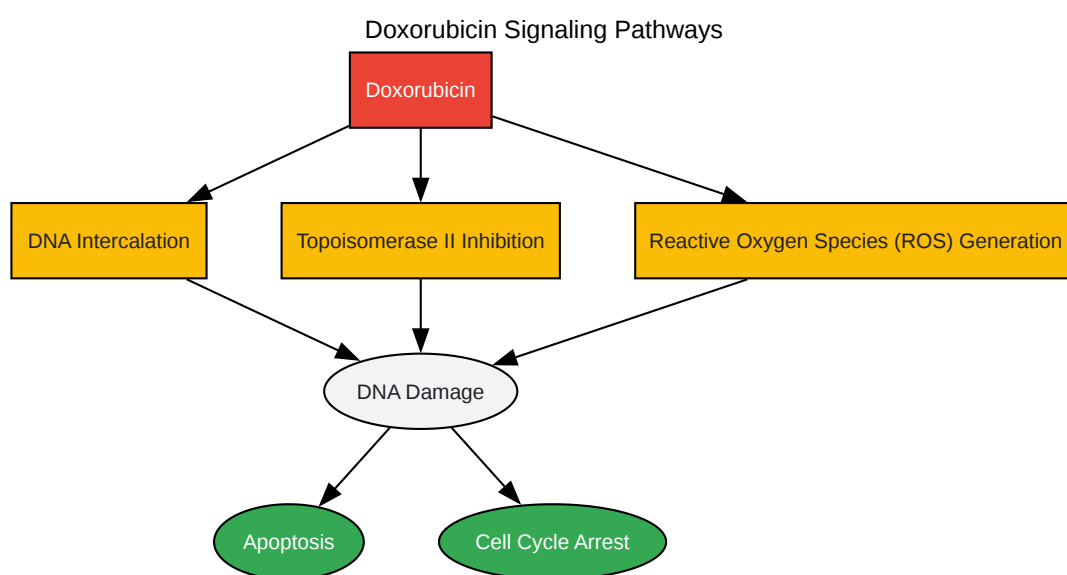 Doxorubicin Signaling Pathways
Doxorubicin
DNA Intercalation
Topoisomerase II Inhibition
Reactive Oxygen Species (ROS) Generation
DNA Damage
Apoptosis
Cell Cycle Arrest